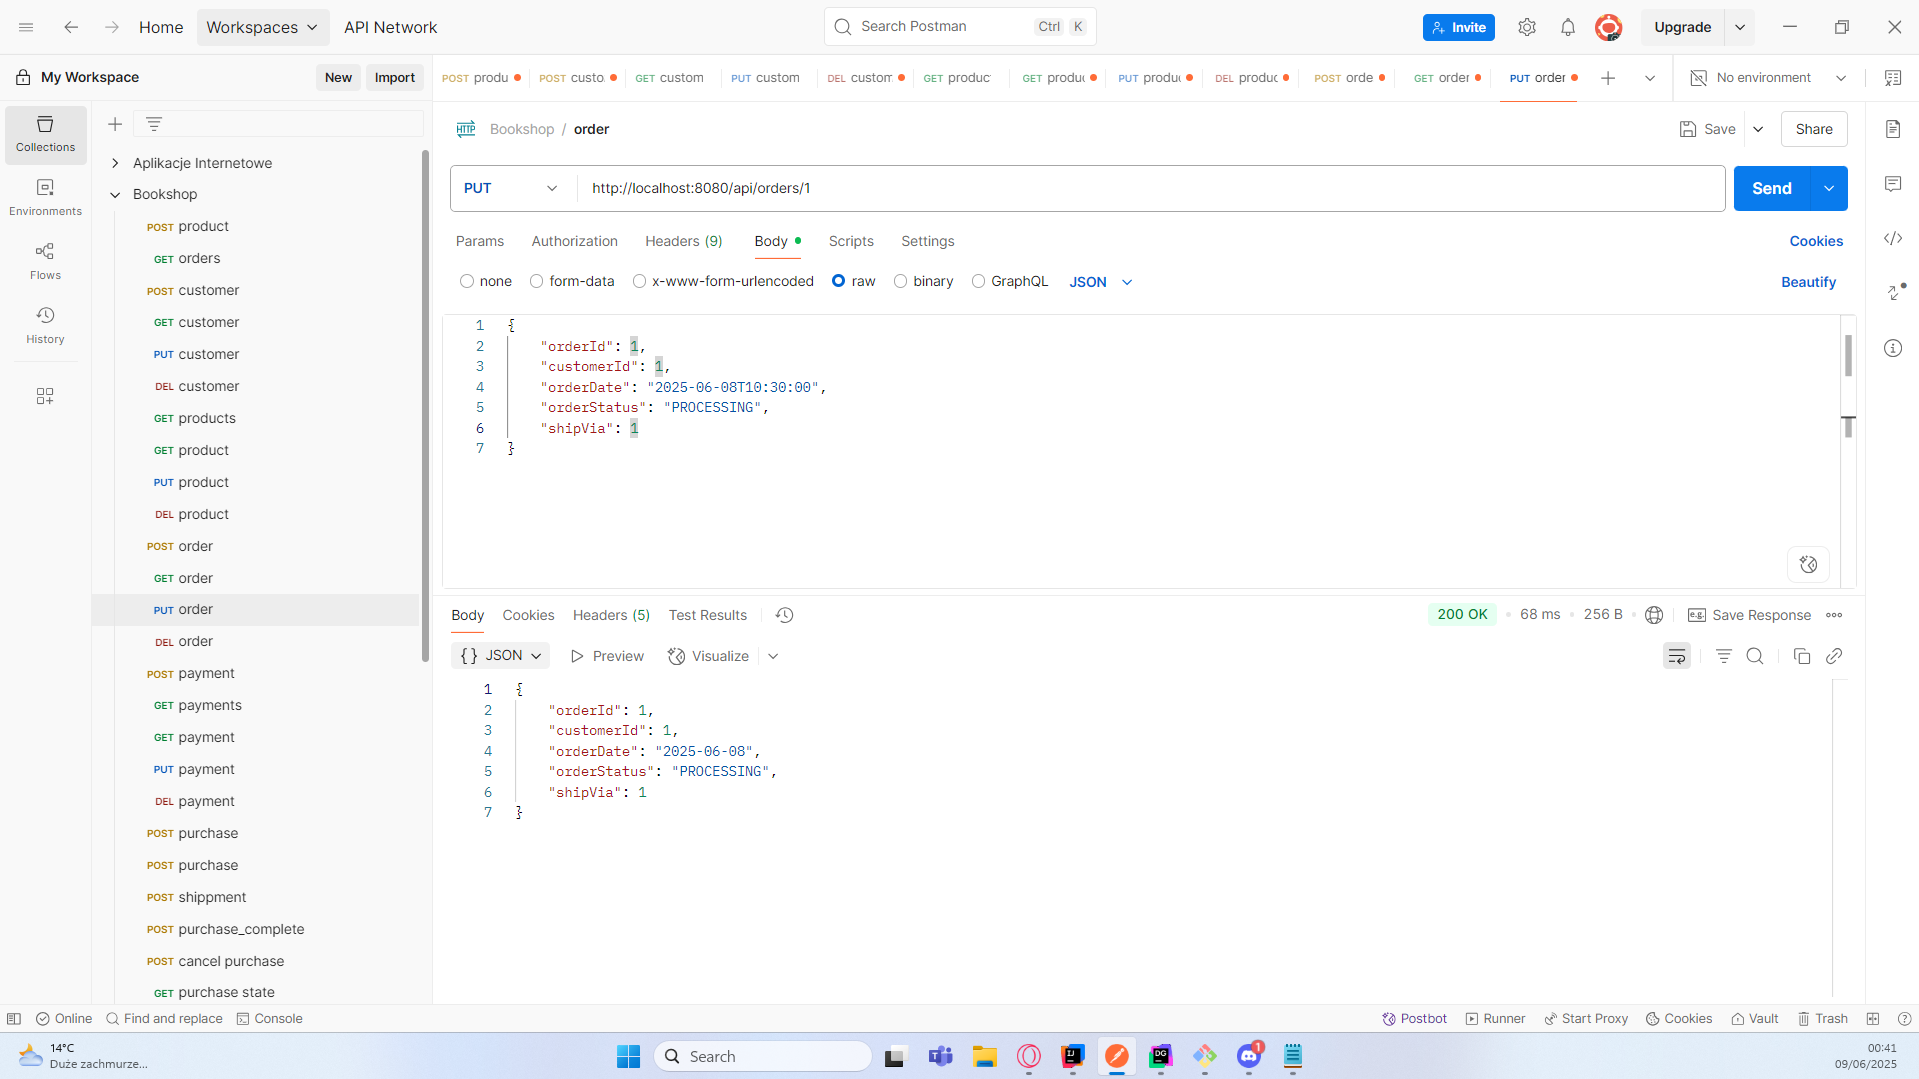 Home Workspaces API Network Search Postman Ctrl K Invite Upgrade
My Workspace New Import
POST produ POST custo GET custom PUT custom DEL custom GET product GET produc PUT produc DEL produc POST orde GET order PUT order No environment
Collections
Environments
Flows
History
Aplikacje Internetowe
Bookshop
POST product
GET orders
POST customer
GET customer
PUT customer
DEL customer
GET products
GET product
PUT product
DEL product
POST order
GET order
PUT order
DEL order
POST payment
GET payments
GET payment
PUT payment
DEL payment
POST purchase
POST purchase
POST shippment
POST purchase_complete
POST cancel purchase
GET purchase state
HTTP Bookshop / order Save Share
PUT http://localhost:8080/api/orders/1 Send
Params Authorization Headers (9) Body Scripts Settings Cookies
none form-data x-www-form-urlencoded raw binary GraphQL JSON Beautify
1 {
2 "orderId": 1,
3 "customerId": 1,
4 "orderDate": "2025-06-08T10:30:00",
5 "orderStatus": "PROCESSING",
6 "shipVia": 1
7 }
Body Cookies Headers (5) Test Results 200 OK 68 ms 256 B e.g. Save Response
{} JSON Preview Visualize
1 {
2 "orderId": 1,
3 "customerId": 1,
4 "orderDate": "2025-06-08",
5 "orderStatus": "PROCESSING",
6 "shipVia": 1
7 }
Online Find and replace Console Postbot Runner Start Proxy Cookies Vault Trash
14°C
Duże zachmurze...
Search
IJ
DG
1
00:41
09/06/2025